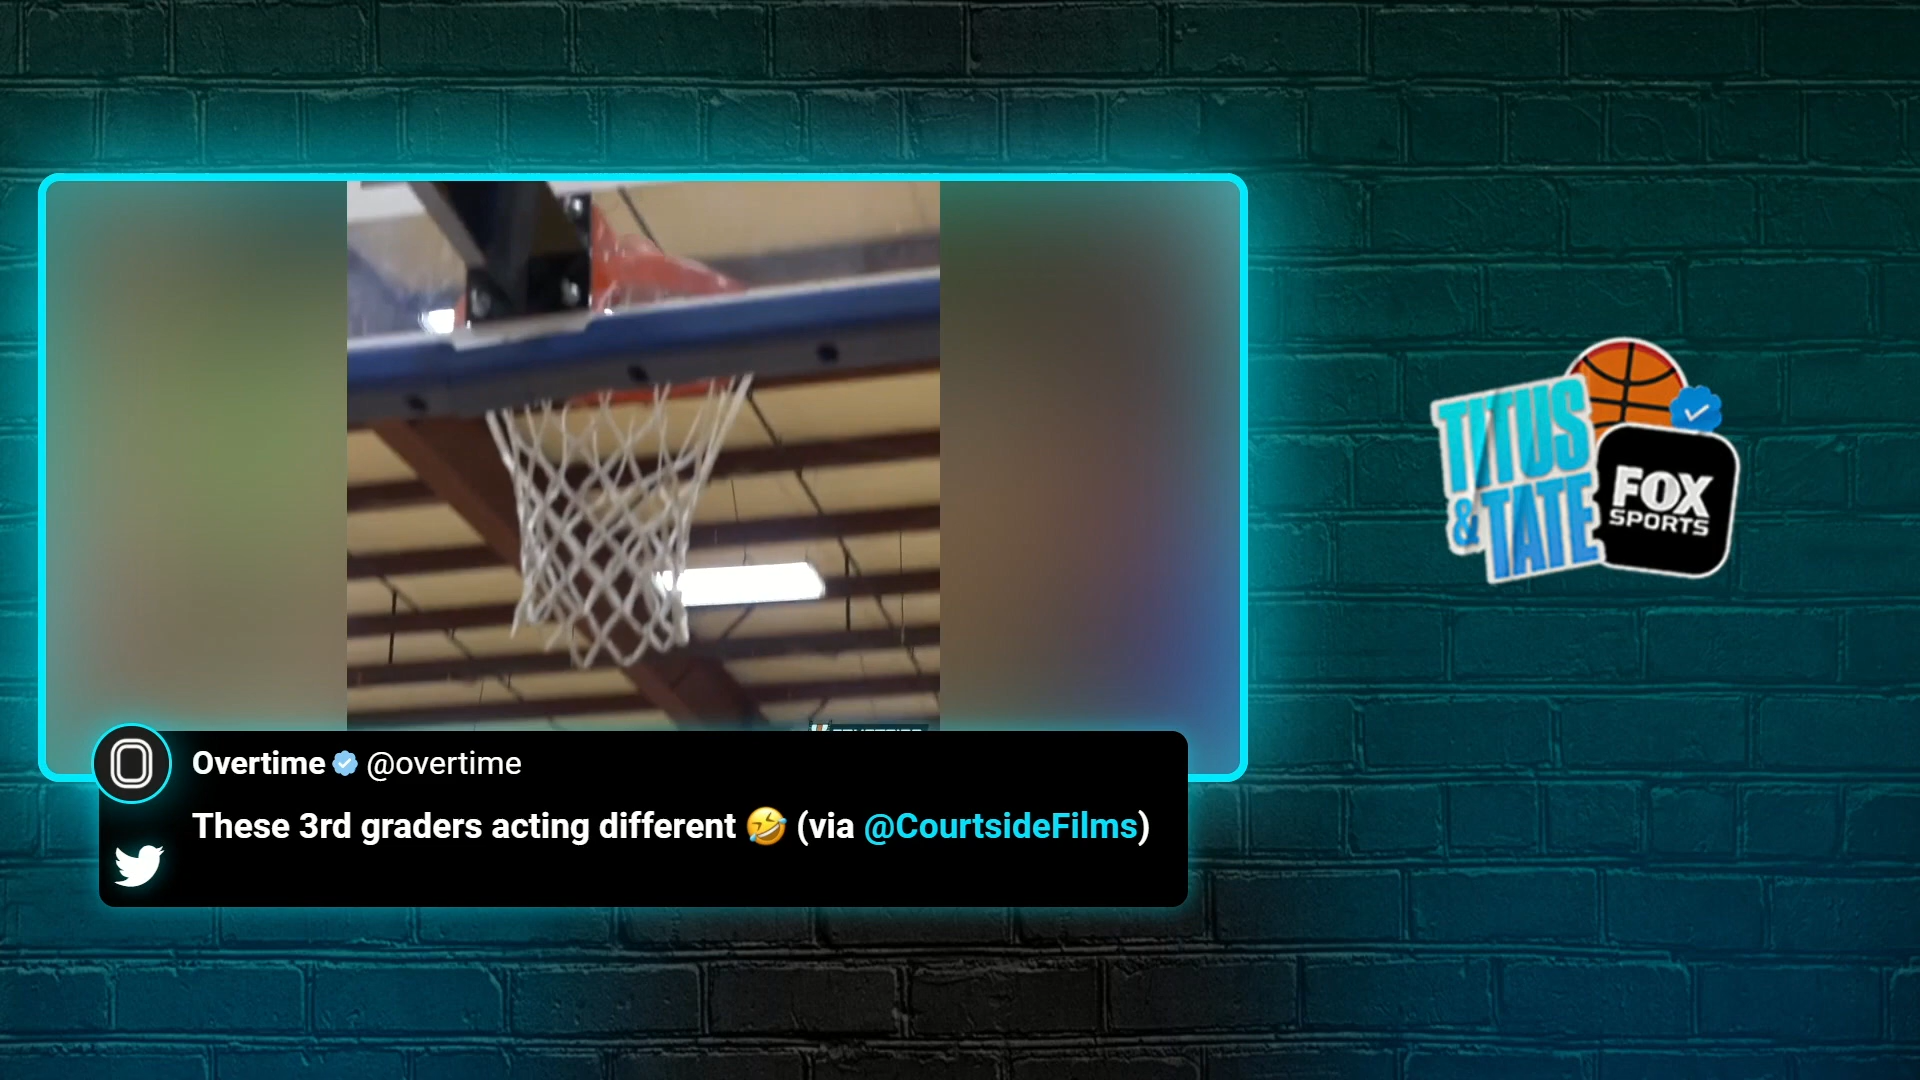 Overtime @overtime
These 3rd graders acting different 🤣 (via @CourtsideFilms)
TITUS
& TATE
FOX
SPORTS